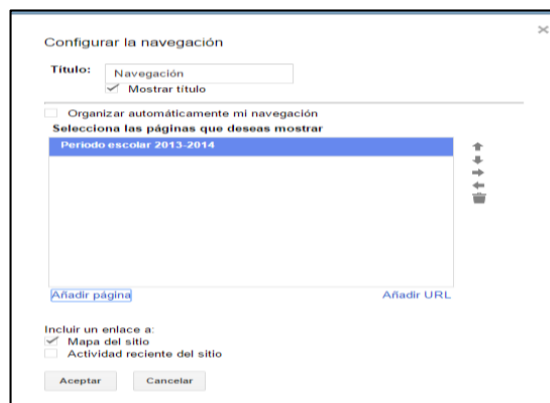 Configurar la navegación
Título: Navegación
Mostrar título
Organizar automáticamente mi navegación
Selecciona las páginas que deseas mostrar
Periodo escolar 2013-2014
Añadir página Añadir URL
Incluir un enlace a:
Mapa del sitio
Actividad reciente del sitio
Aceptar Cancelar